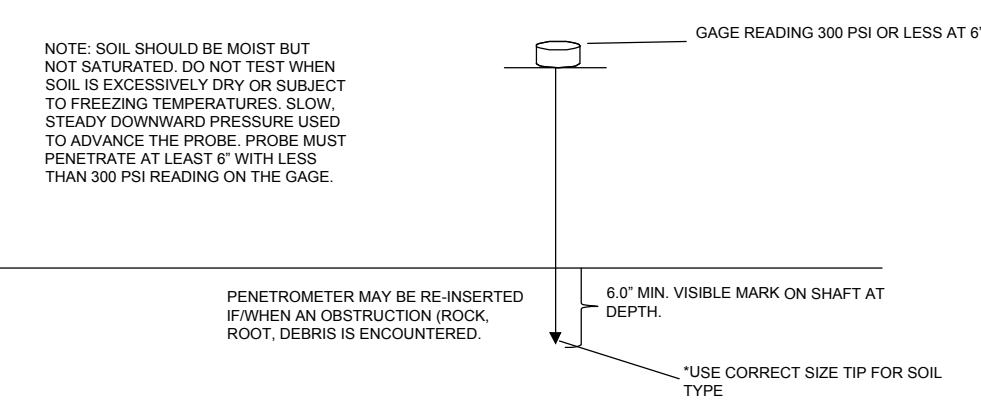 GAGE READING 300 PSI OR LESS AT 6"
NOTE: SOIL SHOULD BE MOIST BUT
NOT SATURATED. DO NOT TEST WHEN
SOIL IS EXCESSIVELY DRY OR SUBJECT
TO FREEZING TEMPERATURES. SLOW,
STEADY DOWNWARD PRESSURE USED
TO ADVANCE THE PROBE. PROBE MUST
PENETRATE AT LEAST 6” WITH LESS
THAN 300 PSI READING ON THE GAGE.
PENETROMETER MAY BE RE-INSERTED
IF/WHEN AN OBSTRUCTION (ROCK,
ROOT, DEBRIS IS ENCOUNTERED.
6.0” MIN. VISIBLE MARK ON SHAFT AT
DEPTH.
*USE CORRECT SIZE TIP FOR SOIL
TYPE